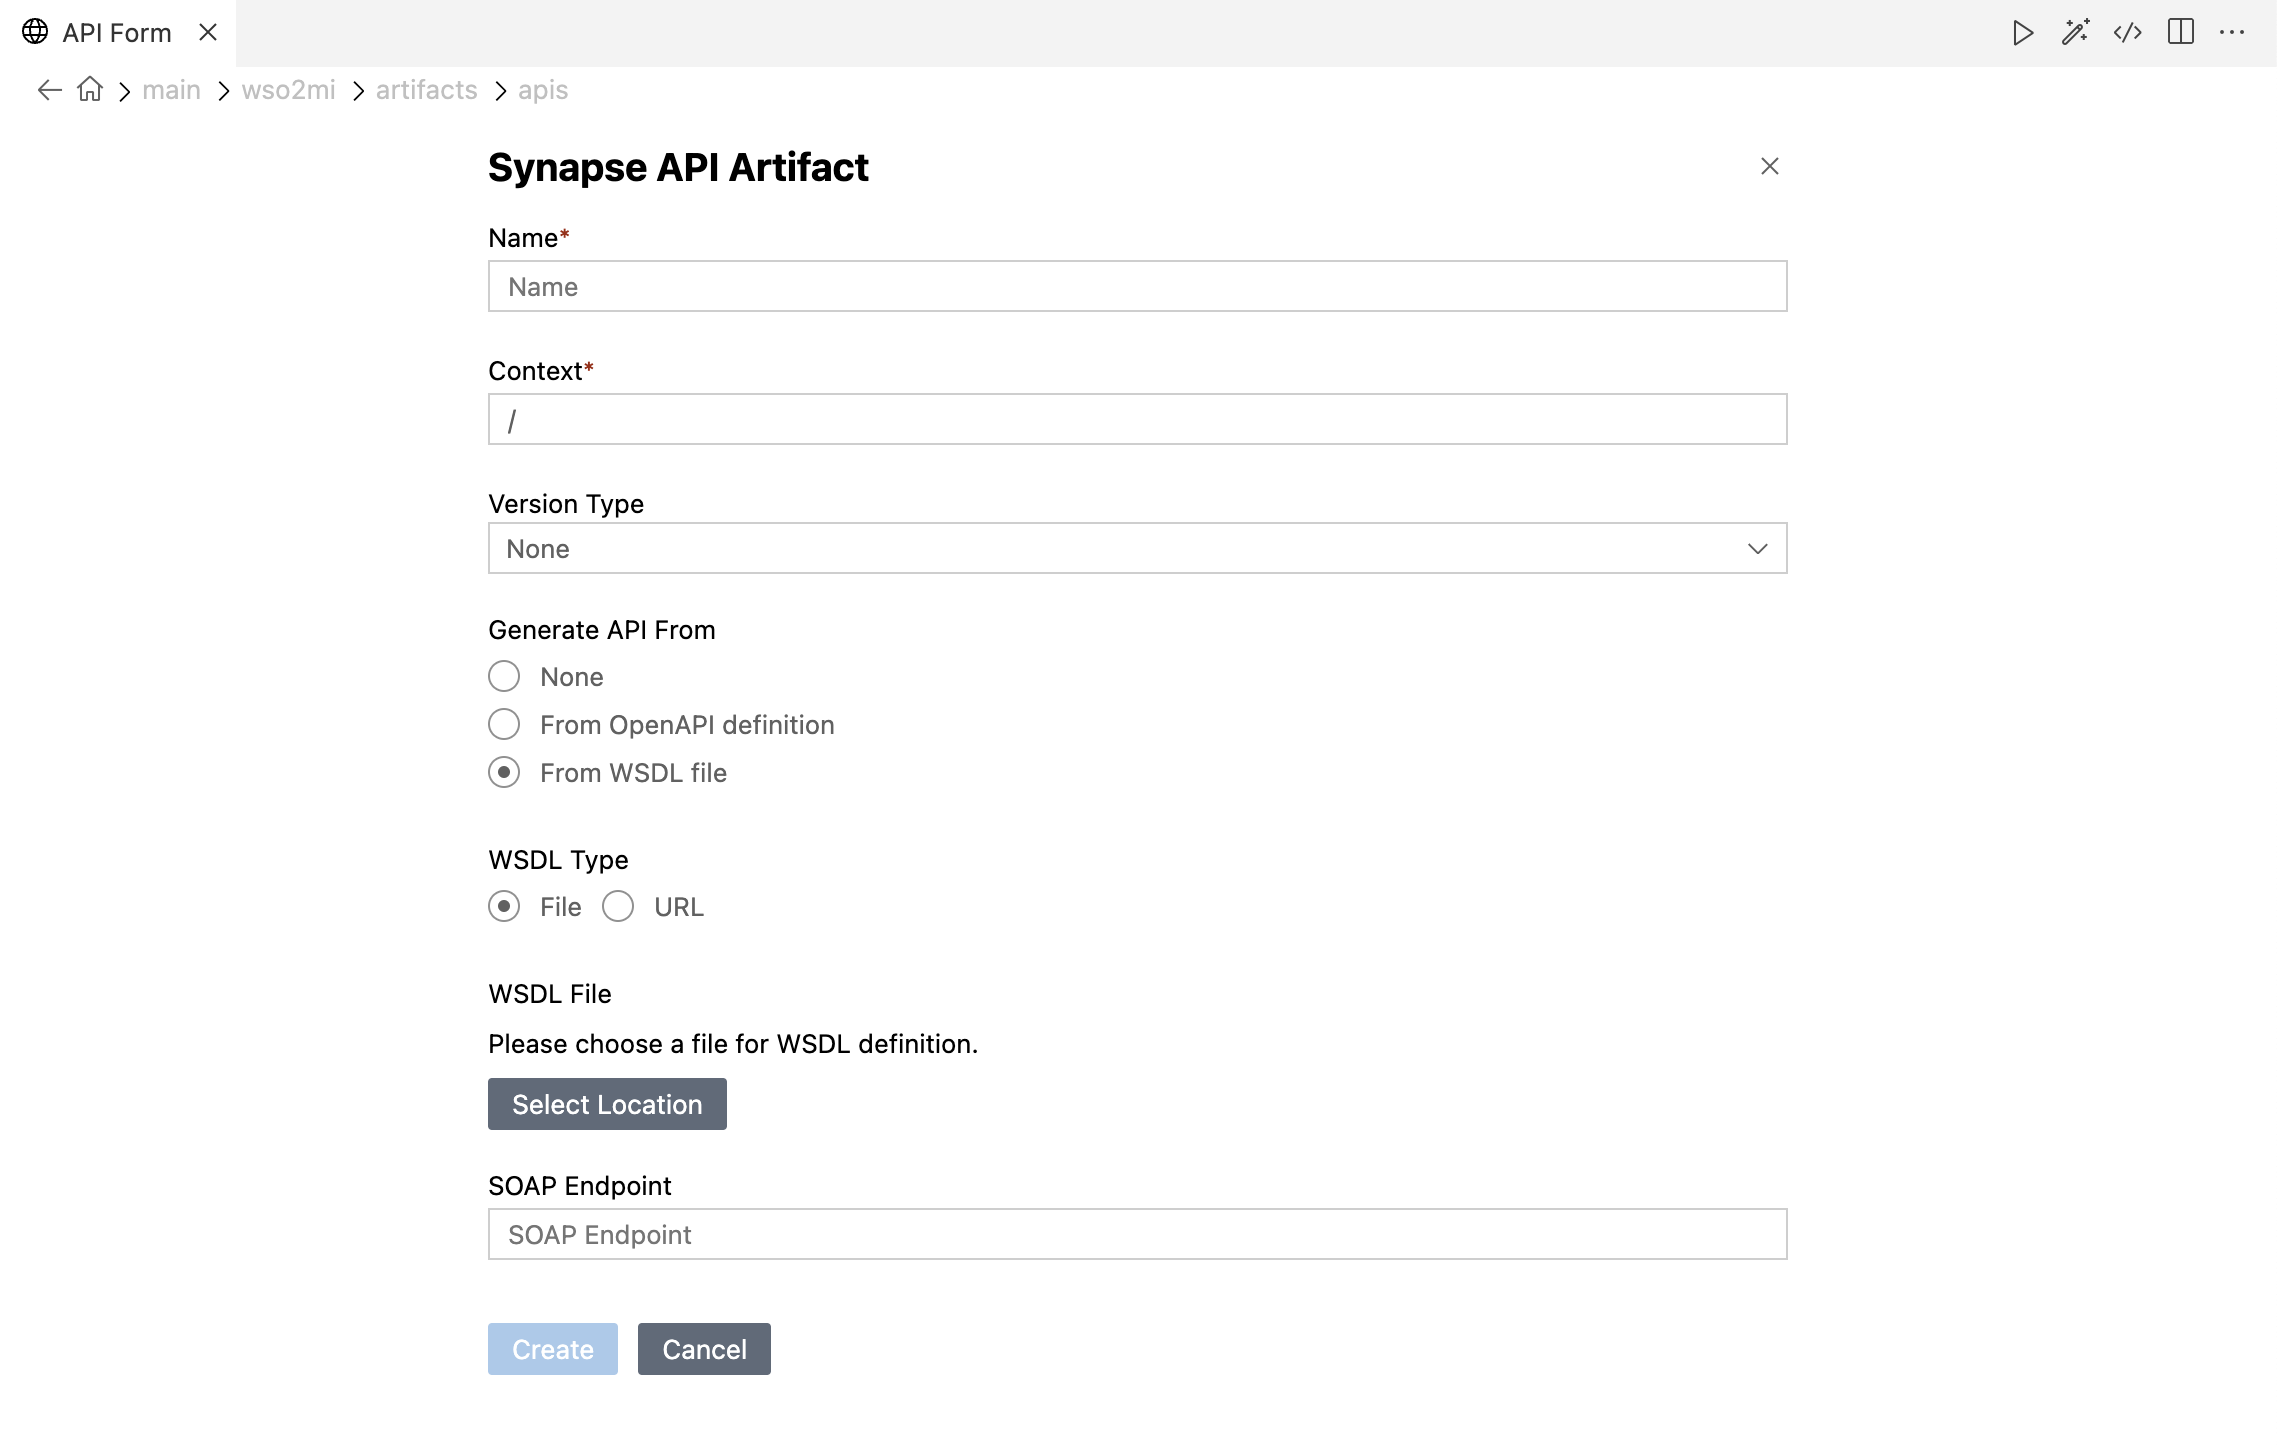 API Form
main > wso2mi > artifacts > apis
Synapse API Artifact
Name*
Name
Context*
/
Version Type
None
Generate API From
None
From OpenAPI definition
From WSDL file
WSDL Type
File URL
WSDL File
Please choose a file for WSDL definition.
Select Location
SOAP Endpoint
SOAP Endpoint
Create Cancel